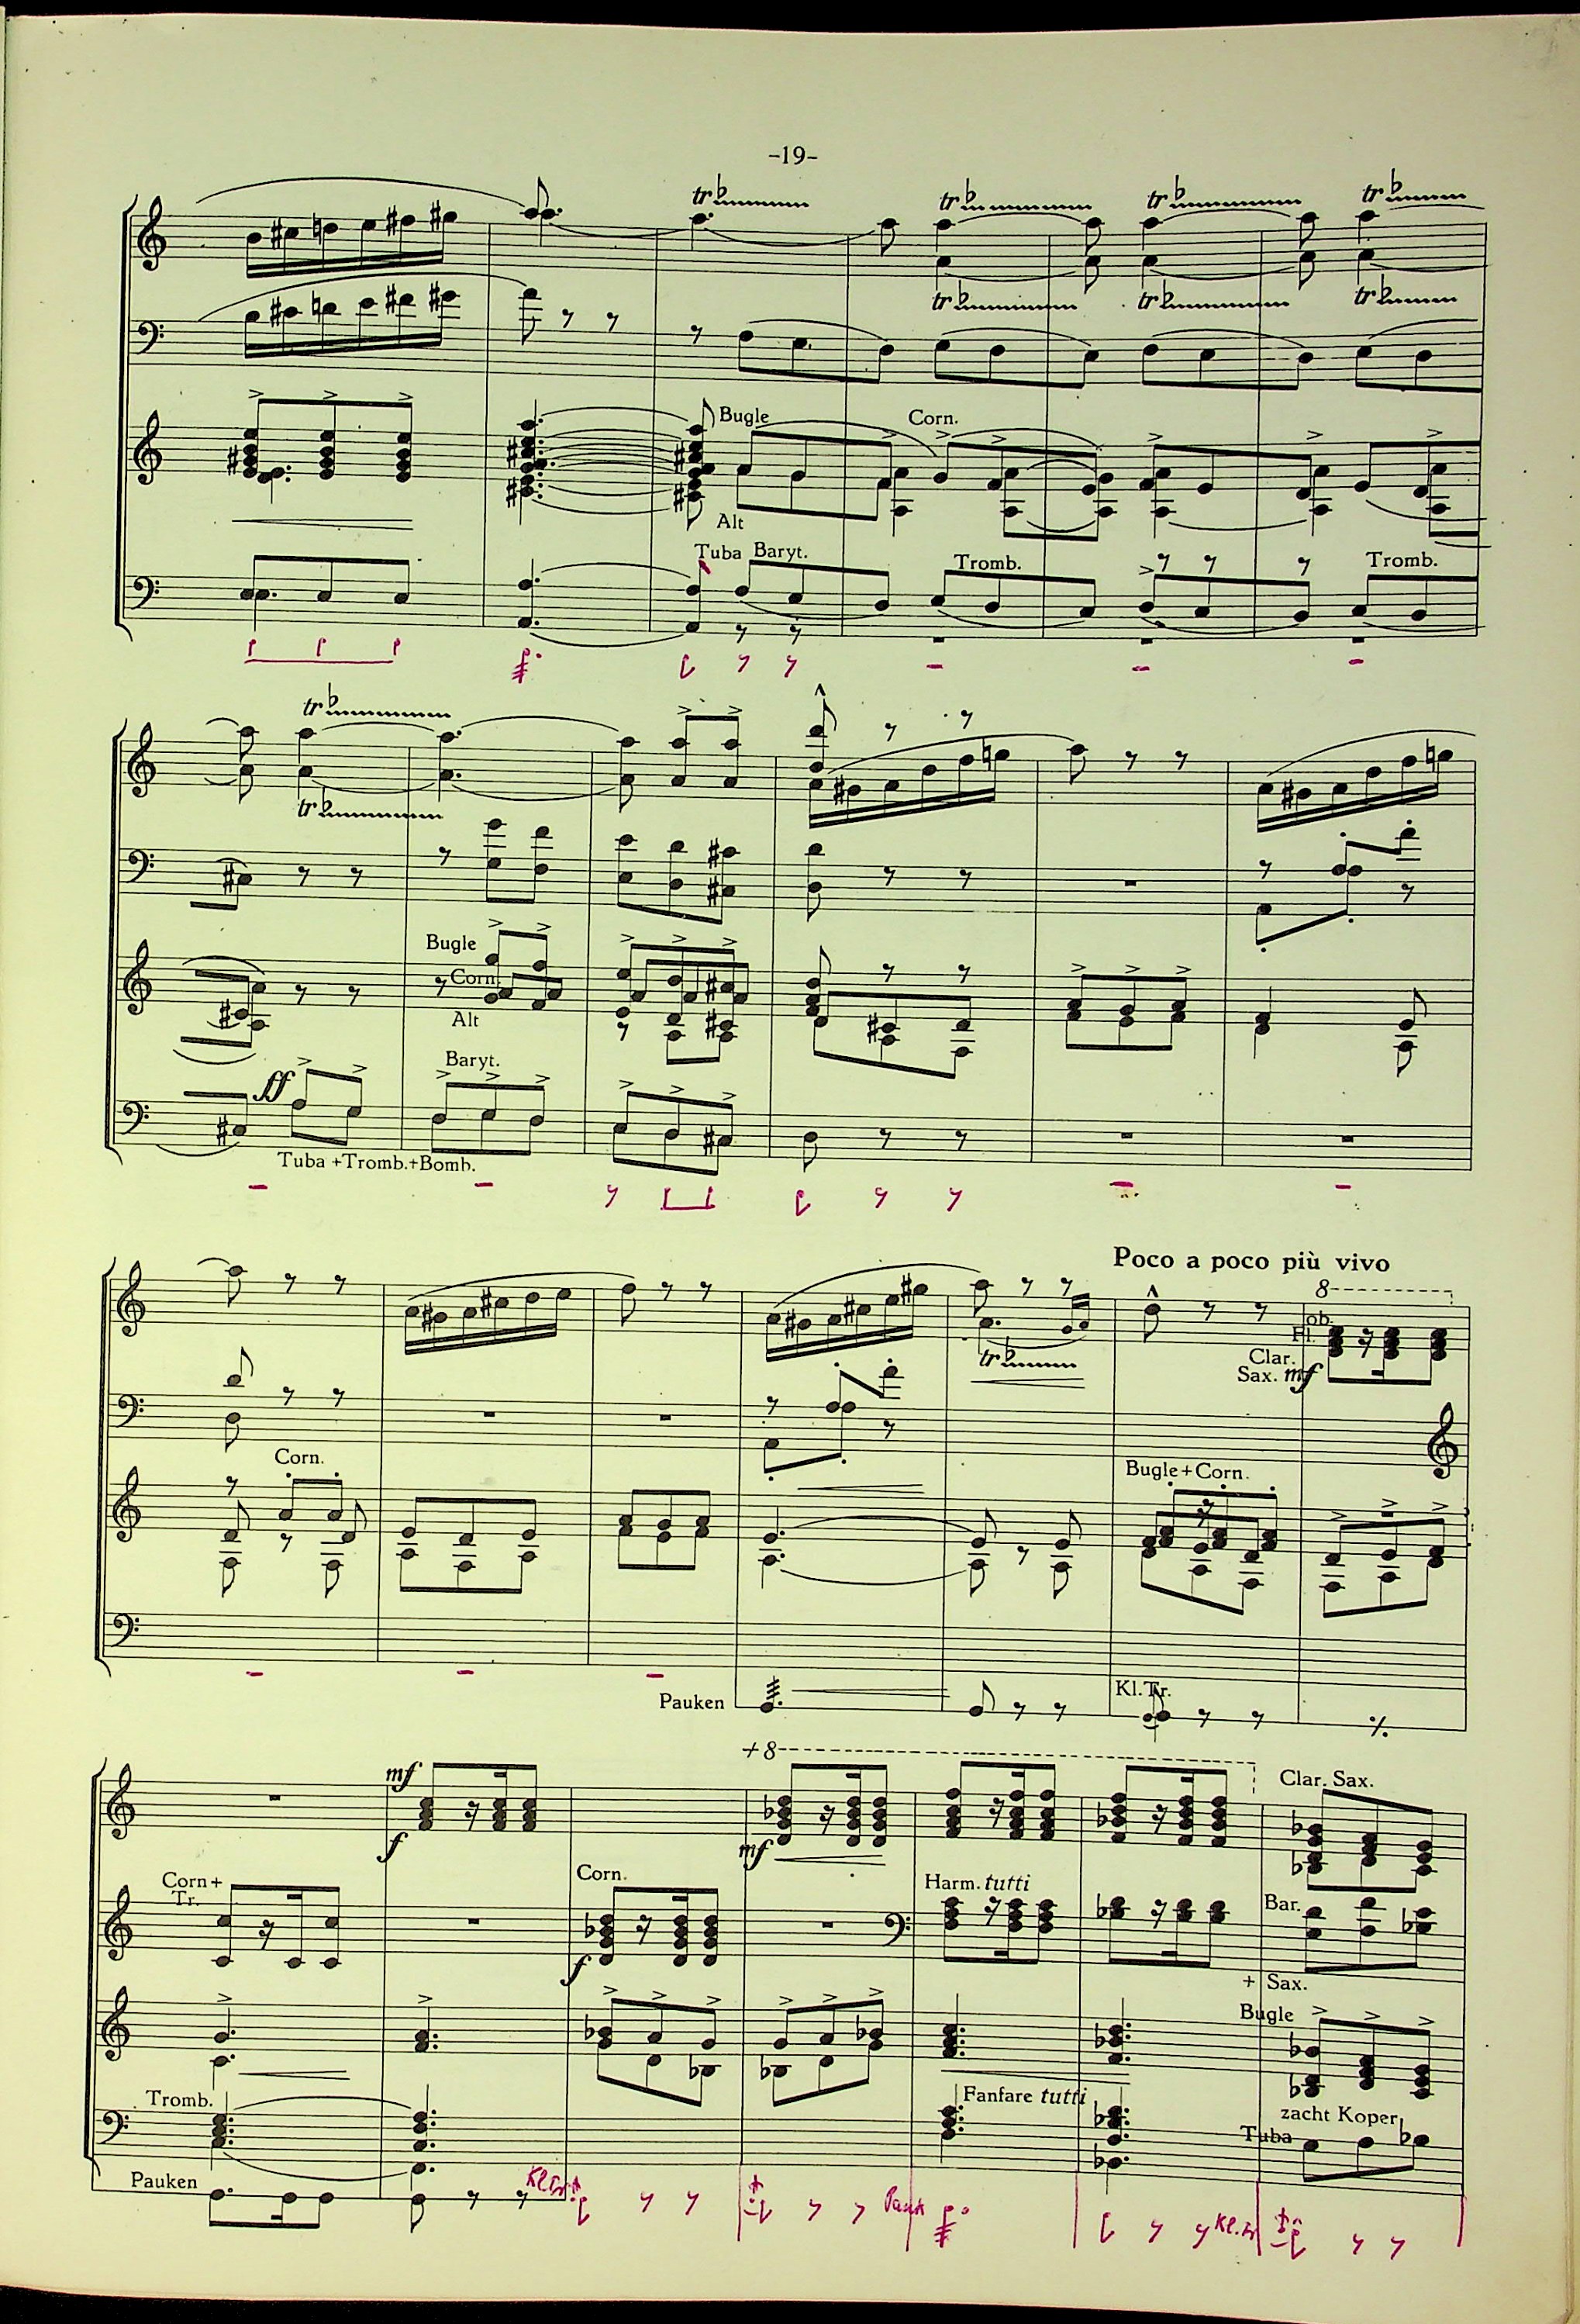 -19-
tr tr tr tr
tr tr tr
Bugle Corn.
Alt
Tuba Baryt. Tromb. Tromb.
tr
tr
Bugle
Corn.
Alt
Baryt.
ff
Tuba +Tromb.+Bomb.
Poco a poco più vivo
8
ob.
Fl.
Clar.
Sax. mf
tr
Corn. Bugle+Corn.
Pauken Kl.Tr.
+8
mf Clar. Sax.
f mf
Corn+
Tr.
Corn. Harm. tutti
Bar.
f
+ Sax.
Bugle
Tromb. Fanfare tutti zacht Koper
Tuba
Pauken
Kl.tr Pauk Kl.tr